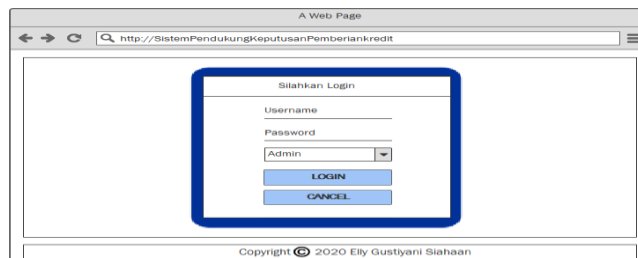 A Web Page
http://SistemPendukungKeputusanPemberiankredit
Silahkan Login
Username
Password
Admin
LOGIN
CANCEL
Copyright © 2020 Elly Gustiyani Siahaan